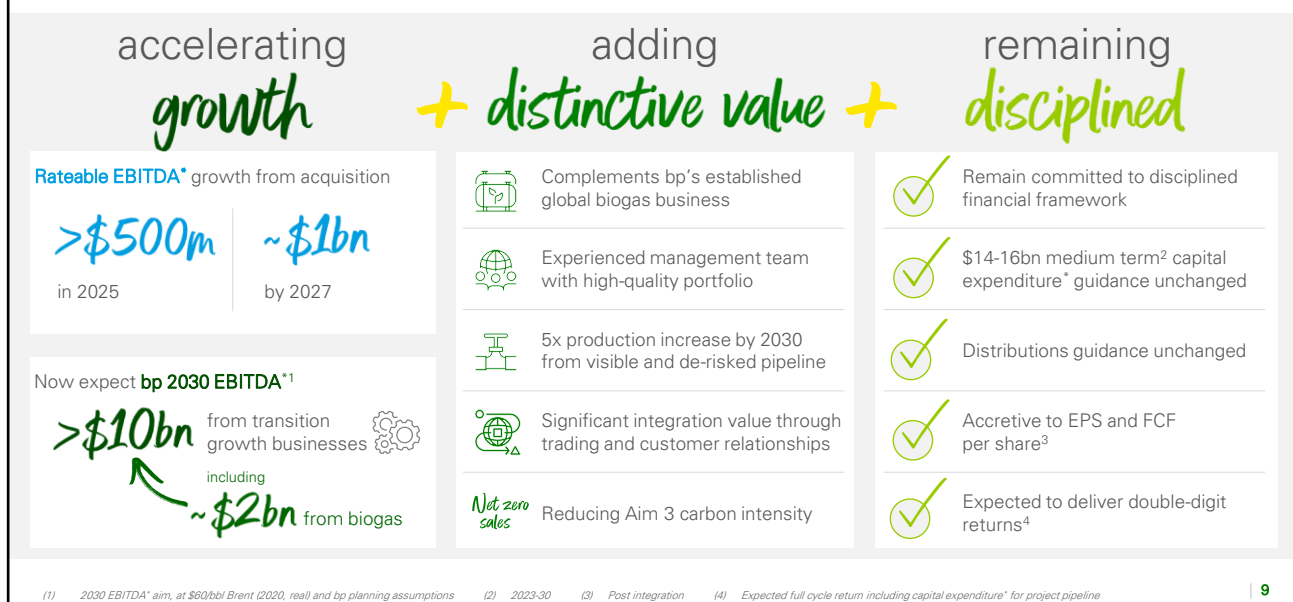 accelerating
growth
+
adding
distinctive value
+
remaining
disciplined
Rateable EBITDA* growth from acquisition
>$500m
in 2025
~$1bn
by 2027
Now expect bp 2030 EBITDA*1
>$10bn
from transition
growth businesses
including
~$2bn from biogas
Complements bp's established
global biogas business
Experienced management team
with high-quality portfolio
5x production increase by 2030
from visible and de-risked pipeline
Significant integration value through
trading and customer relationships
Net zero
sales
Reducing Aim 3 carbon intensity
Remain committed to disciplined
financial framework
$14-16bn medium term2 capital
expenditure* guidance unchanged
Distributions guidance unchanged
Accretive to EPS and FCF
per share3
Expected to deliver double-digit
returns4
(1) 2030 EBITDA* aim, at $60/bbl Brent (2020, real) and bp planning assumptions (2) 2023-30 (3) Post integration (4) Expected full cycle return including capital expenditure* for project pipeline
9